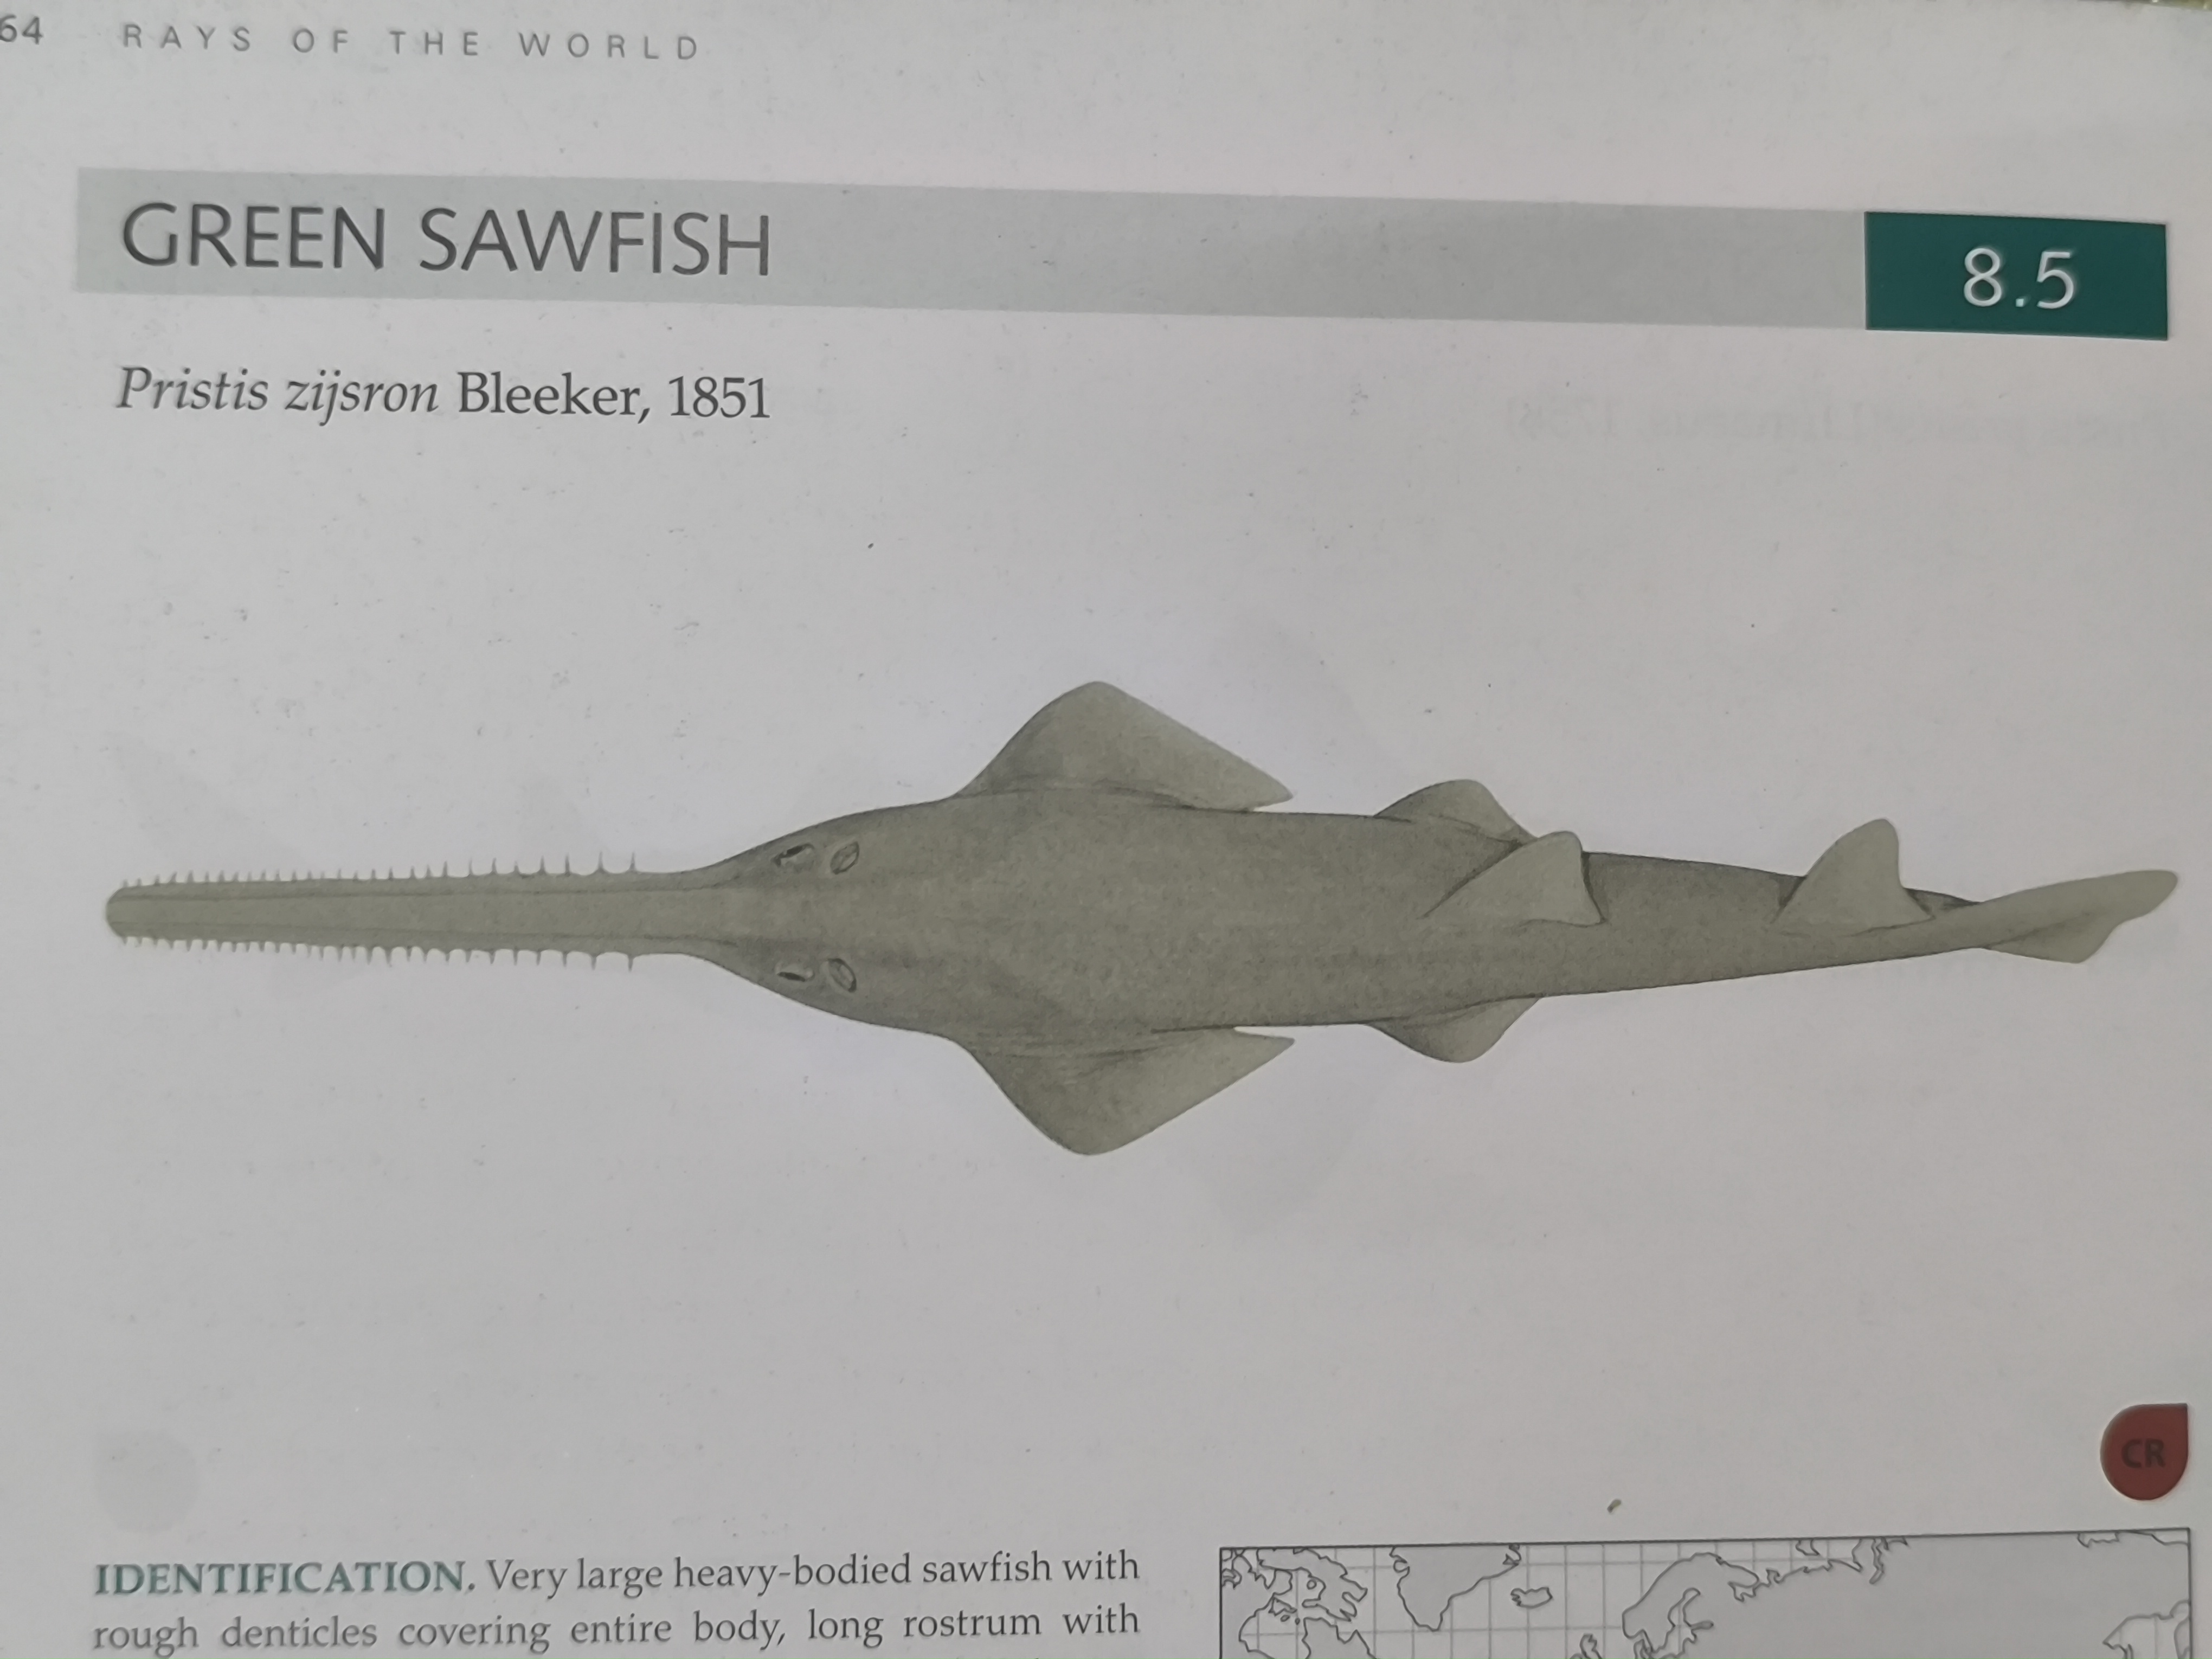 64 RAYS OF THE WORLD
GREEN SAWFISH
8.5
Pristis zijsron Bleeker, 1851
CR
IDENTIFICATION. Very large heavy-bodied sawfish with
rough denticles covering entire body, long rostrum with